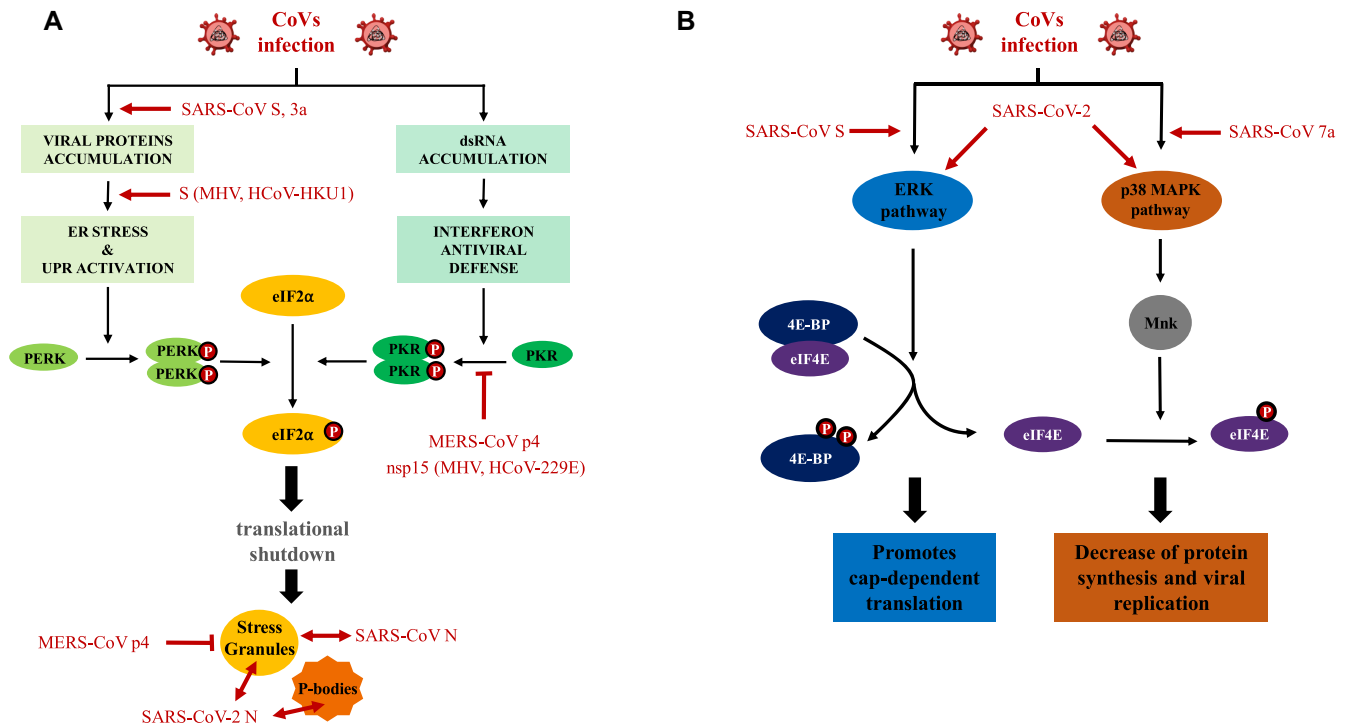 A
CoVs
infection
SARS-CoV S, 3a
VIRAL PROTEINS
ACCUMULATION
dsRNA
ACCUMULATION
S (MHV, HCoV-HKU1)
ER STRESS
&
UPR ACTIVATION
INTERFERON
ANTIVIRAL
DEFENSE
eIF2α
PERK
PERK P
PERK P
PKR P
PKR P
PKR
eIF2α P
MERS-CoV p4
nsp15 (MHV, HCoV-229E)
translational
shutdown
MERS-CoV p4
Stress
Granules
SARS-CoV N
P-bodies
SARS-CoV-2 N
B
CoVs
infection
SARS-CoV S
SARS-CoV-2
SARS-CoV 7a
ERK
pathway
p38 MAPK
pathway
Mnk
4E-BP
eIF4E
P P
4E-BP
eIF4E
P
eIF4E
Promotes
cap-dependent
translation
Decrease of protein
synthesis and viral
replication